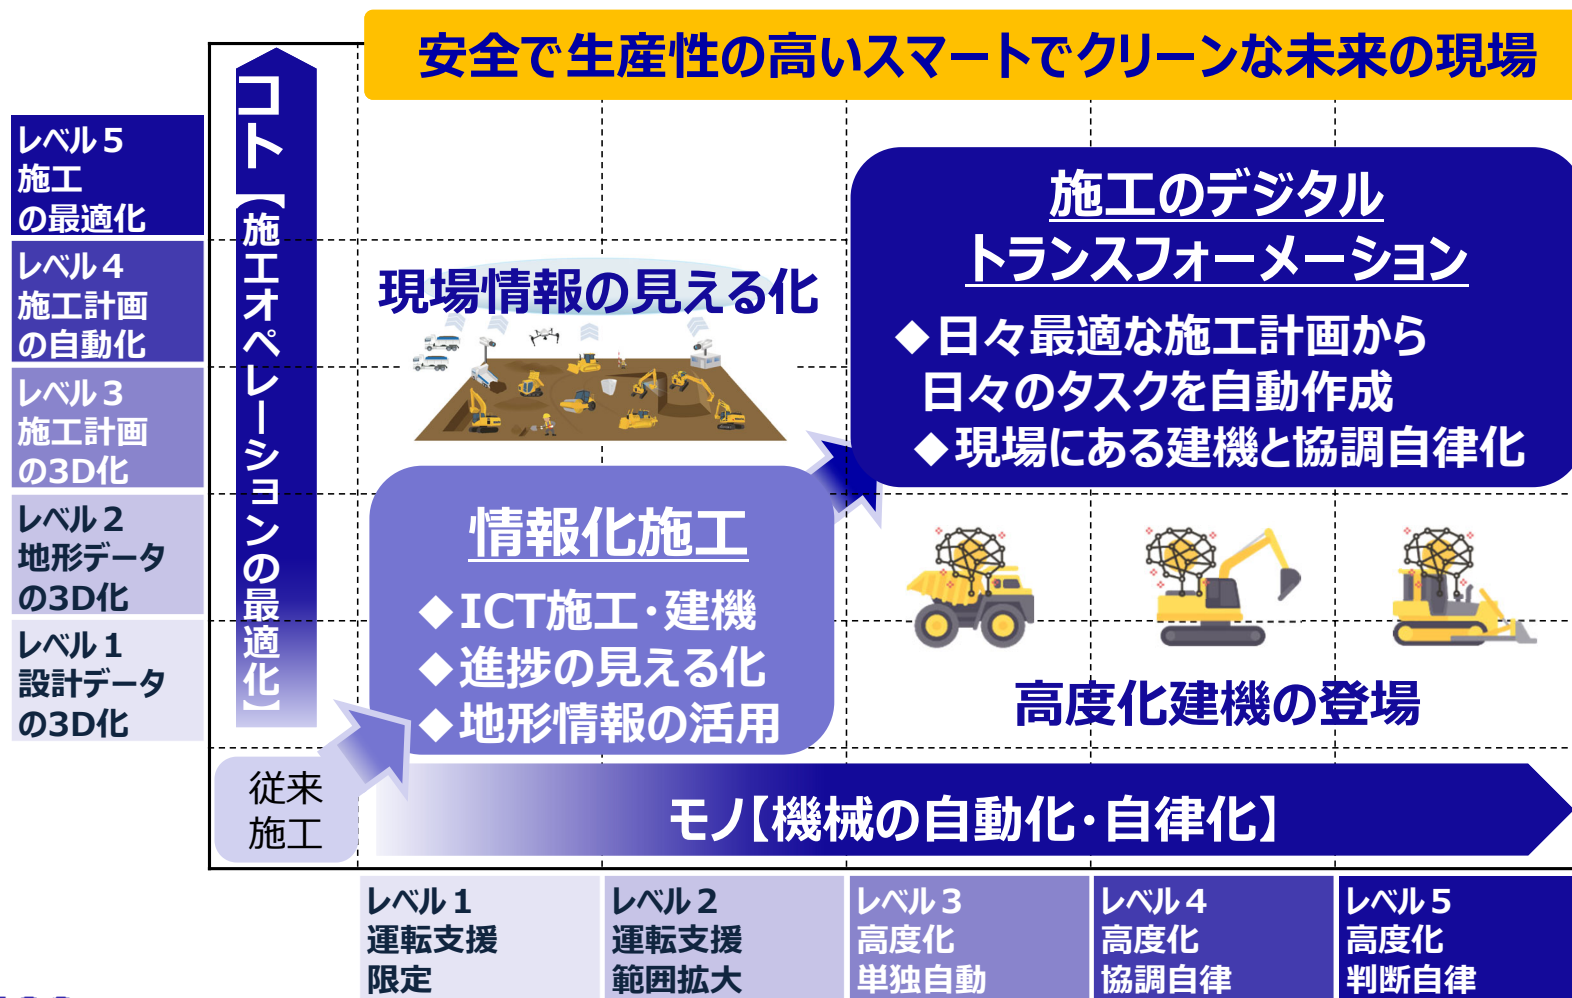 安全で生産性の高いスマートでクリーンな未来の現場
コト【施工オペレーションの最適化】
レベル５
施工
の最適化
レベル４
施工計画
の自動化
レベル３
施工計画
の3D化
レベル２
地形データ
の3D化
レベル１
設計データ
の3D化
現場情報の見える化
施工のデジタル
トランスフォーメーション
◆日々最適な施工計画から
日々のタスクを自動作成
◆現場にある建機と協調自律化
情報化施工
◆ICT施工・建機
◆進捗の見える化
◆地形情報の活用
高度化建機の登場
従来
施工
モノ【機械の自動化・自律化】
レベル１
運転支援
限定
レベル２
運転支援
範囲拡大
レベル３
高度化
単独自動
レベル４
高度化
協調自律
レベル５
高度化
判断自律